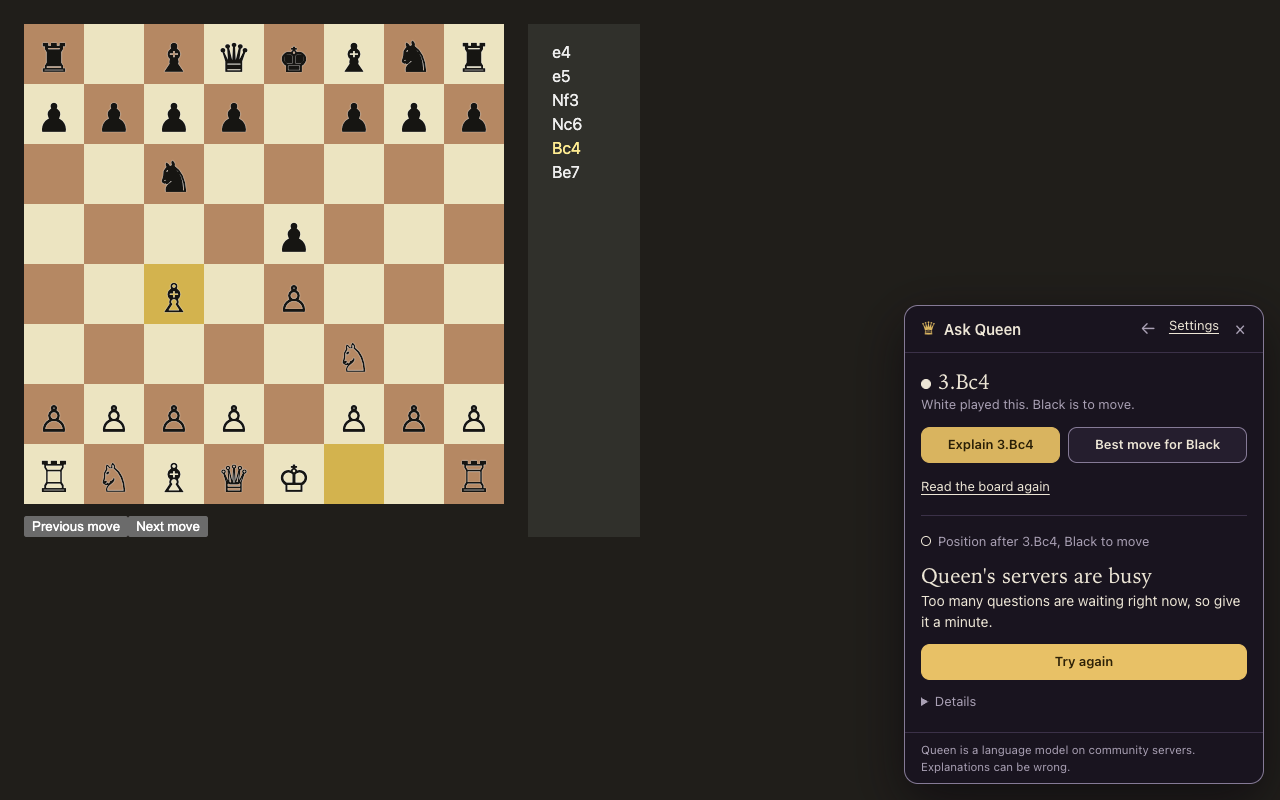 e4
e5
Nf3
Nc6
Bc4
Be7
Previous move
Next move
Ask Queen
Settings
3.Bc4
White played this. Black is to move.
Explain 3.Bc4
Best move for Black
Read the board again
Position after 3.Bc4, Black to move
Queen's servers are busy
Too many questions are waiting right now, so give
it a minute.
Try again
Details
Queen is a language model on community servers.
Explanations can be wrong.